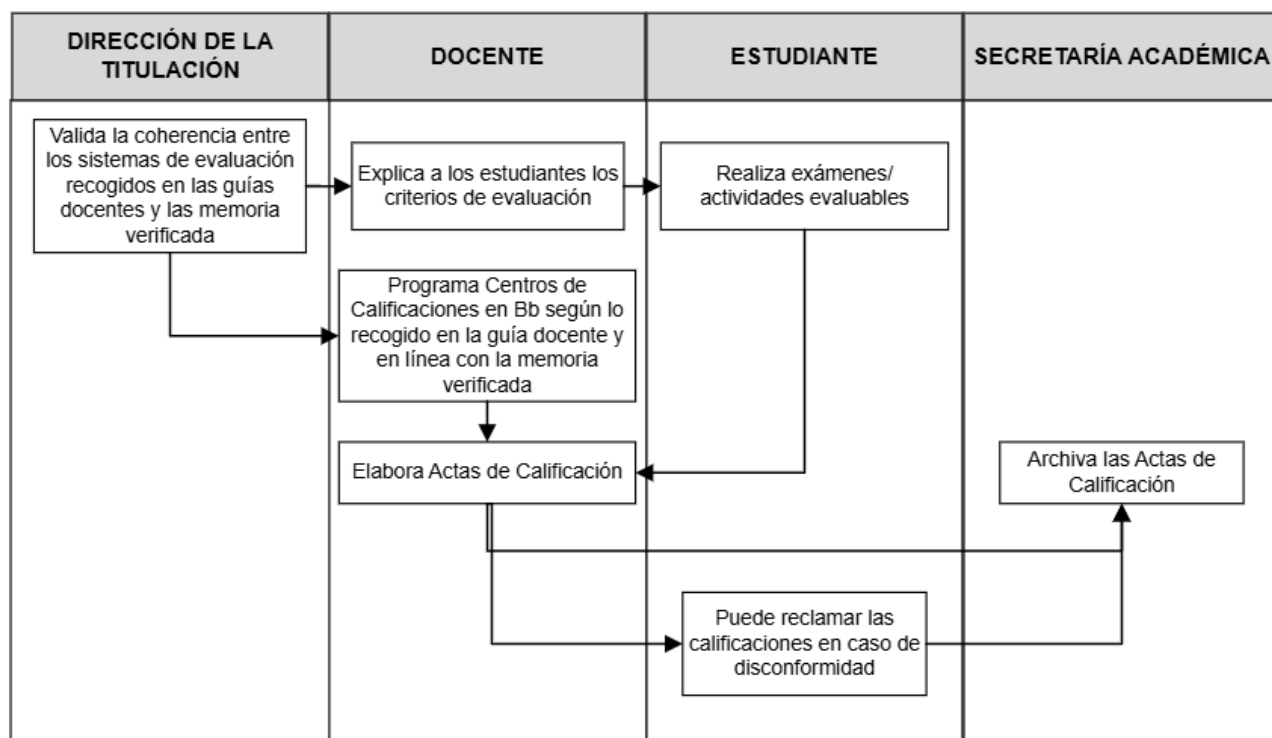 DIRECCIÓN DE LA
TITULACIÓN
DOCENTE
ESTUDIANTE
SECRETARÍA ACADÉMICA
Valida la coherencia entre
los sistemas de evaluación
recogidos en las guías
docentes y las memoria
verificada
Explica a los estudiantes los
criterios de evaluación
Realiza exámenes/
actividades evaluables
Programa Centros de
Calificaciones en Bb según lo
recogido en la guía docente y
en línea con la memoria
verificada
Elabora Actas de Calificación
Archiva las Actas de
Calificación
Puede reclamar las
calificaciones en caso de
disconformidad